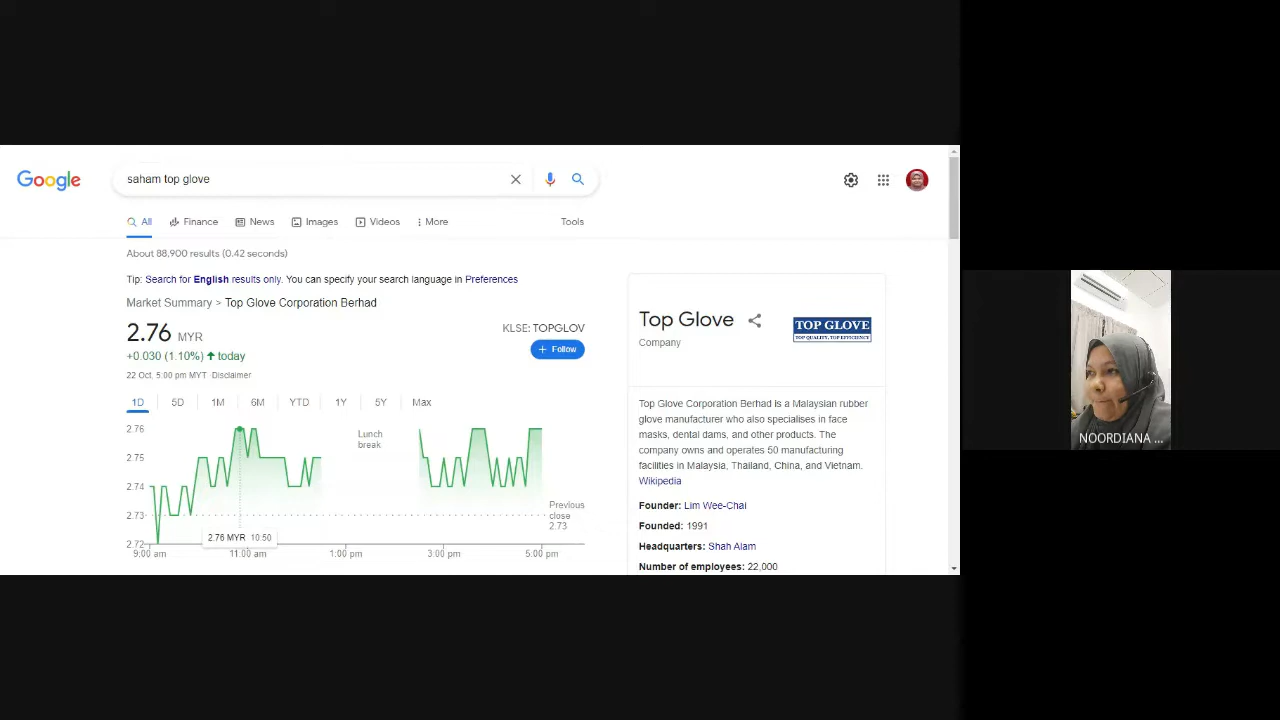 Google
saham top glove
All
Finance
News
Images
Videos
More
Tools
About 88,900 results (0.42 seconds)
Tip: Search for English results only. You can specify your search language in Preferences
Market Summary > Top Glove Corporation Berhad
2.76 MYR
KLSE: TOPGLOV
+0.030 (1.10%) today
+ Follow
22 Oct, 5:00 pm MYT · Disclaimer
1D
5D
1M
6M
YTD
1Y
5Y
Max
2.76
2.75
2.74
2.73
2.72
Lunch
break
Previous
close
2.73
2.76 MYR 10:50
9:00 am
11:00 am
1:00 pm
3:00 pm
5:00 pm
Top Glove
Company
TOP GLOVE
TOP QUALITY, TOP EFFICIENCY
Top Glove Corporation Berhad is a Malaysian rubber
glove manufacturer who also specialises in face
masks, dental dams, and other products. The
company owns and operates 50 manufacturing
facilities in Malaysia, Thailand, China, and Vietnam.
Wikipedia
Founder: Lim Wee-Chai
Founded: 1991
Headquarters: Shah Alam
Number of employees: 22,000
NOORDIANA ...